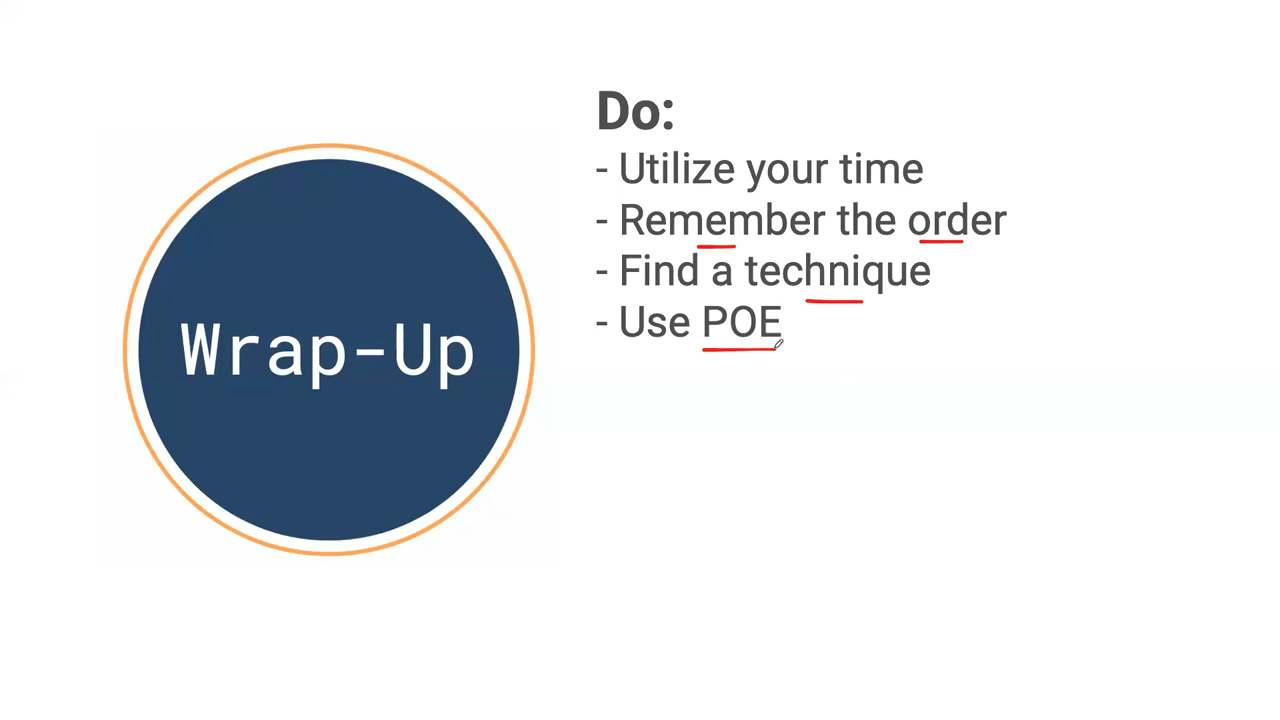 Wrap-Up
Do:
- Utilize your time
- Remember the order
- Find a technique
- Use POE